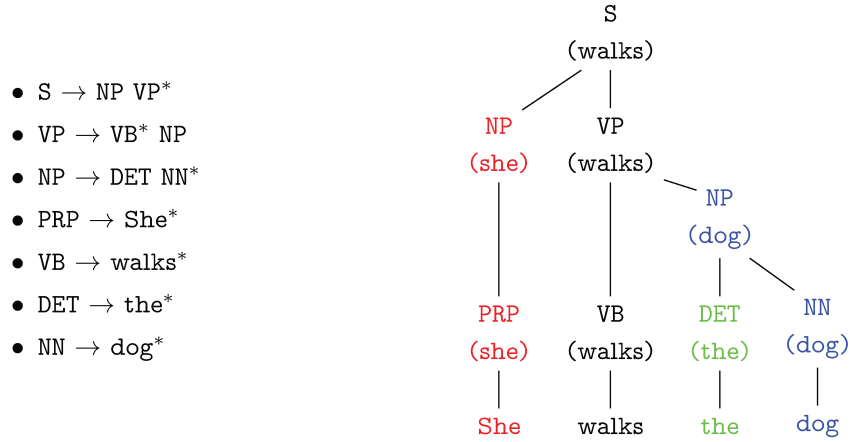 • S → NP VP*
• VP → VB* NP
• NP → DET NN*
• PRP → She*
• VB → walks*
• DET → the*
• NN → dog*
S
(walks)
NP VP
(she) (walks)
NP
(dog)
PRP VB DET NN
(she) (walks) (the) (dog)
She walks the dog